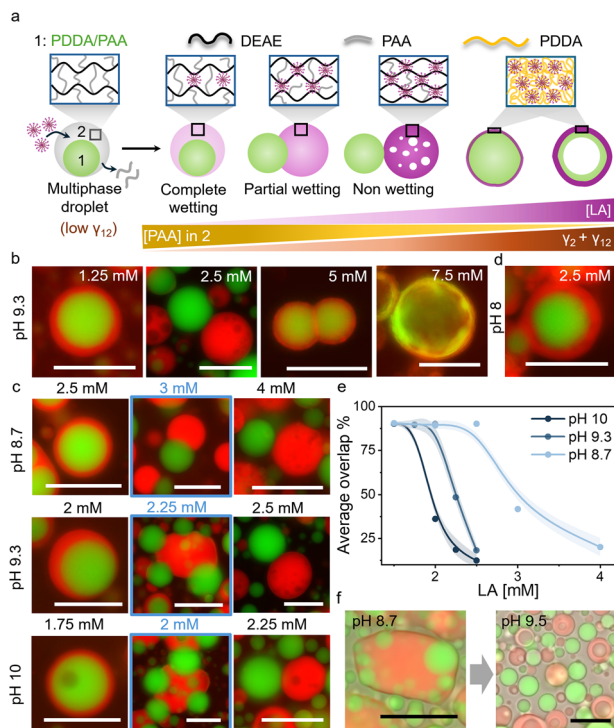 a
1: PDDA/PAA
DEAE
PAA
PDDA
2
1
Multiphase
droplet
(low γ12)
Complete
wetting
Partial wetting
Non wetting
[LA]
[PAA] in 2
γ2 + γ12
b
pH 9.3
1.25 mM
2.5 mM
5 mM
7.5 mM
d
pH 8
2.5 mM
c
pH 8.7
2.5 mM
3 mM
4 mM
pH 9.3
2 mM
2.25 mM
2.5 mM
pH 10
1.75 mM
2 mM
2.25 mM
e
Average overlap %
100
75
50
25
2
3
4
LA [mM]
pH 10
pH 9.3
pH 8.7
f
pH 8.7
pH 9.5